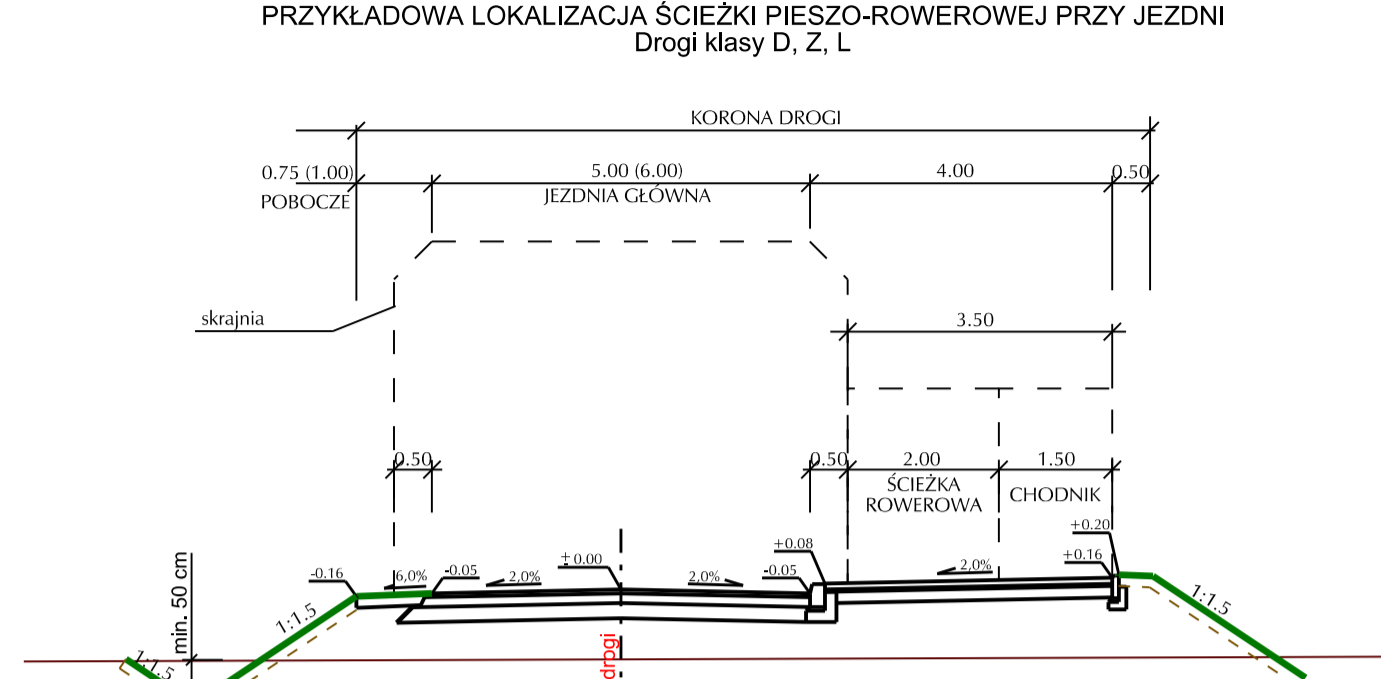 PRZYKŁADOWA LOKALIZACJA ŚCIEŻKI PIESZO-ROWEROWEJ PRZY JEZDNI
Drogi klasy D, Z, L
KORONA DROGI
0.75 (1.00)
5.00 (6.00)
4.00
0.50
POBOCZE
JEZDNIA GŁÓWNA
skrajnia
3.50
0.50
0.50
2.00
1.50
ŚCIEŻKA
ROWEROWA
CHODNIK
+0.20
+0.08
+0.16
-0.16
6,0%
-0.05
2,0%
±0.00
2,0%
-0.05
2,0%
min. 50 cm
1:1.5
1:1.5
1:1.5
drogi